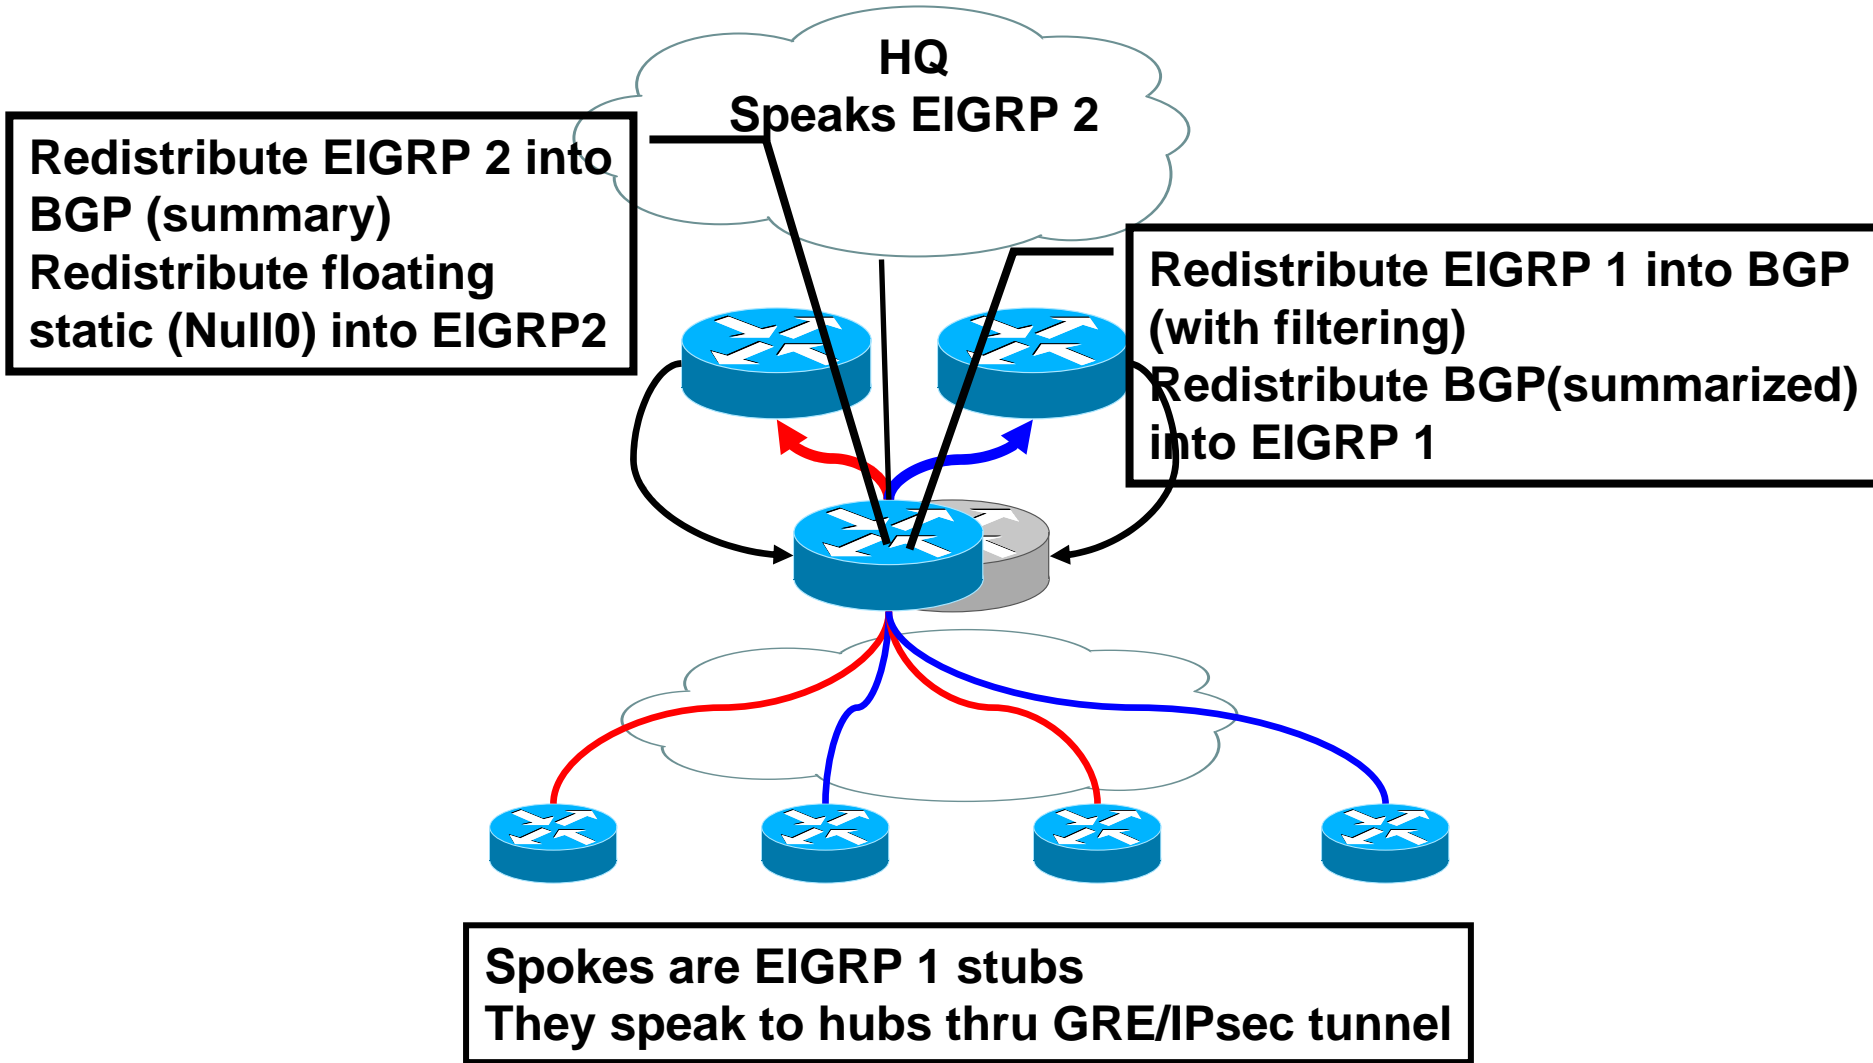 HQ
Speaks EIGRP 2
Redistribute EIGRP 2 into
BGP (summary)
Redistribute floating
static (Null0) into EIGRP2
Redistribute EIGRP 1 into BGP
(with filtering)
Redistribute BGP(summarized)
into EIGRP 1
Spokes are EIGRP 1 stubs
They speak to hubs thru GRE/IPsec tunnel